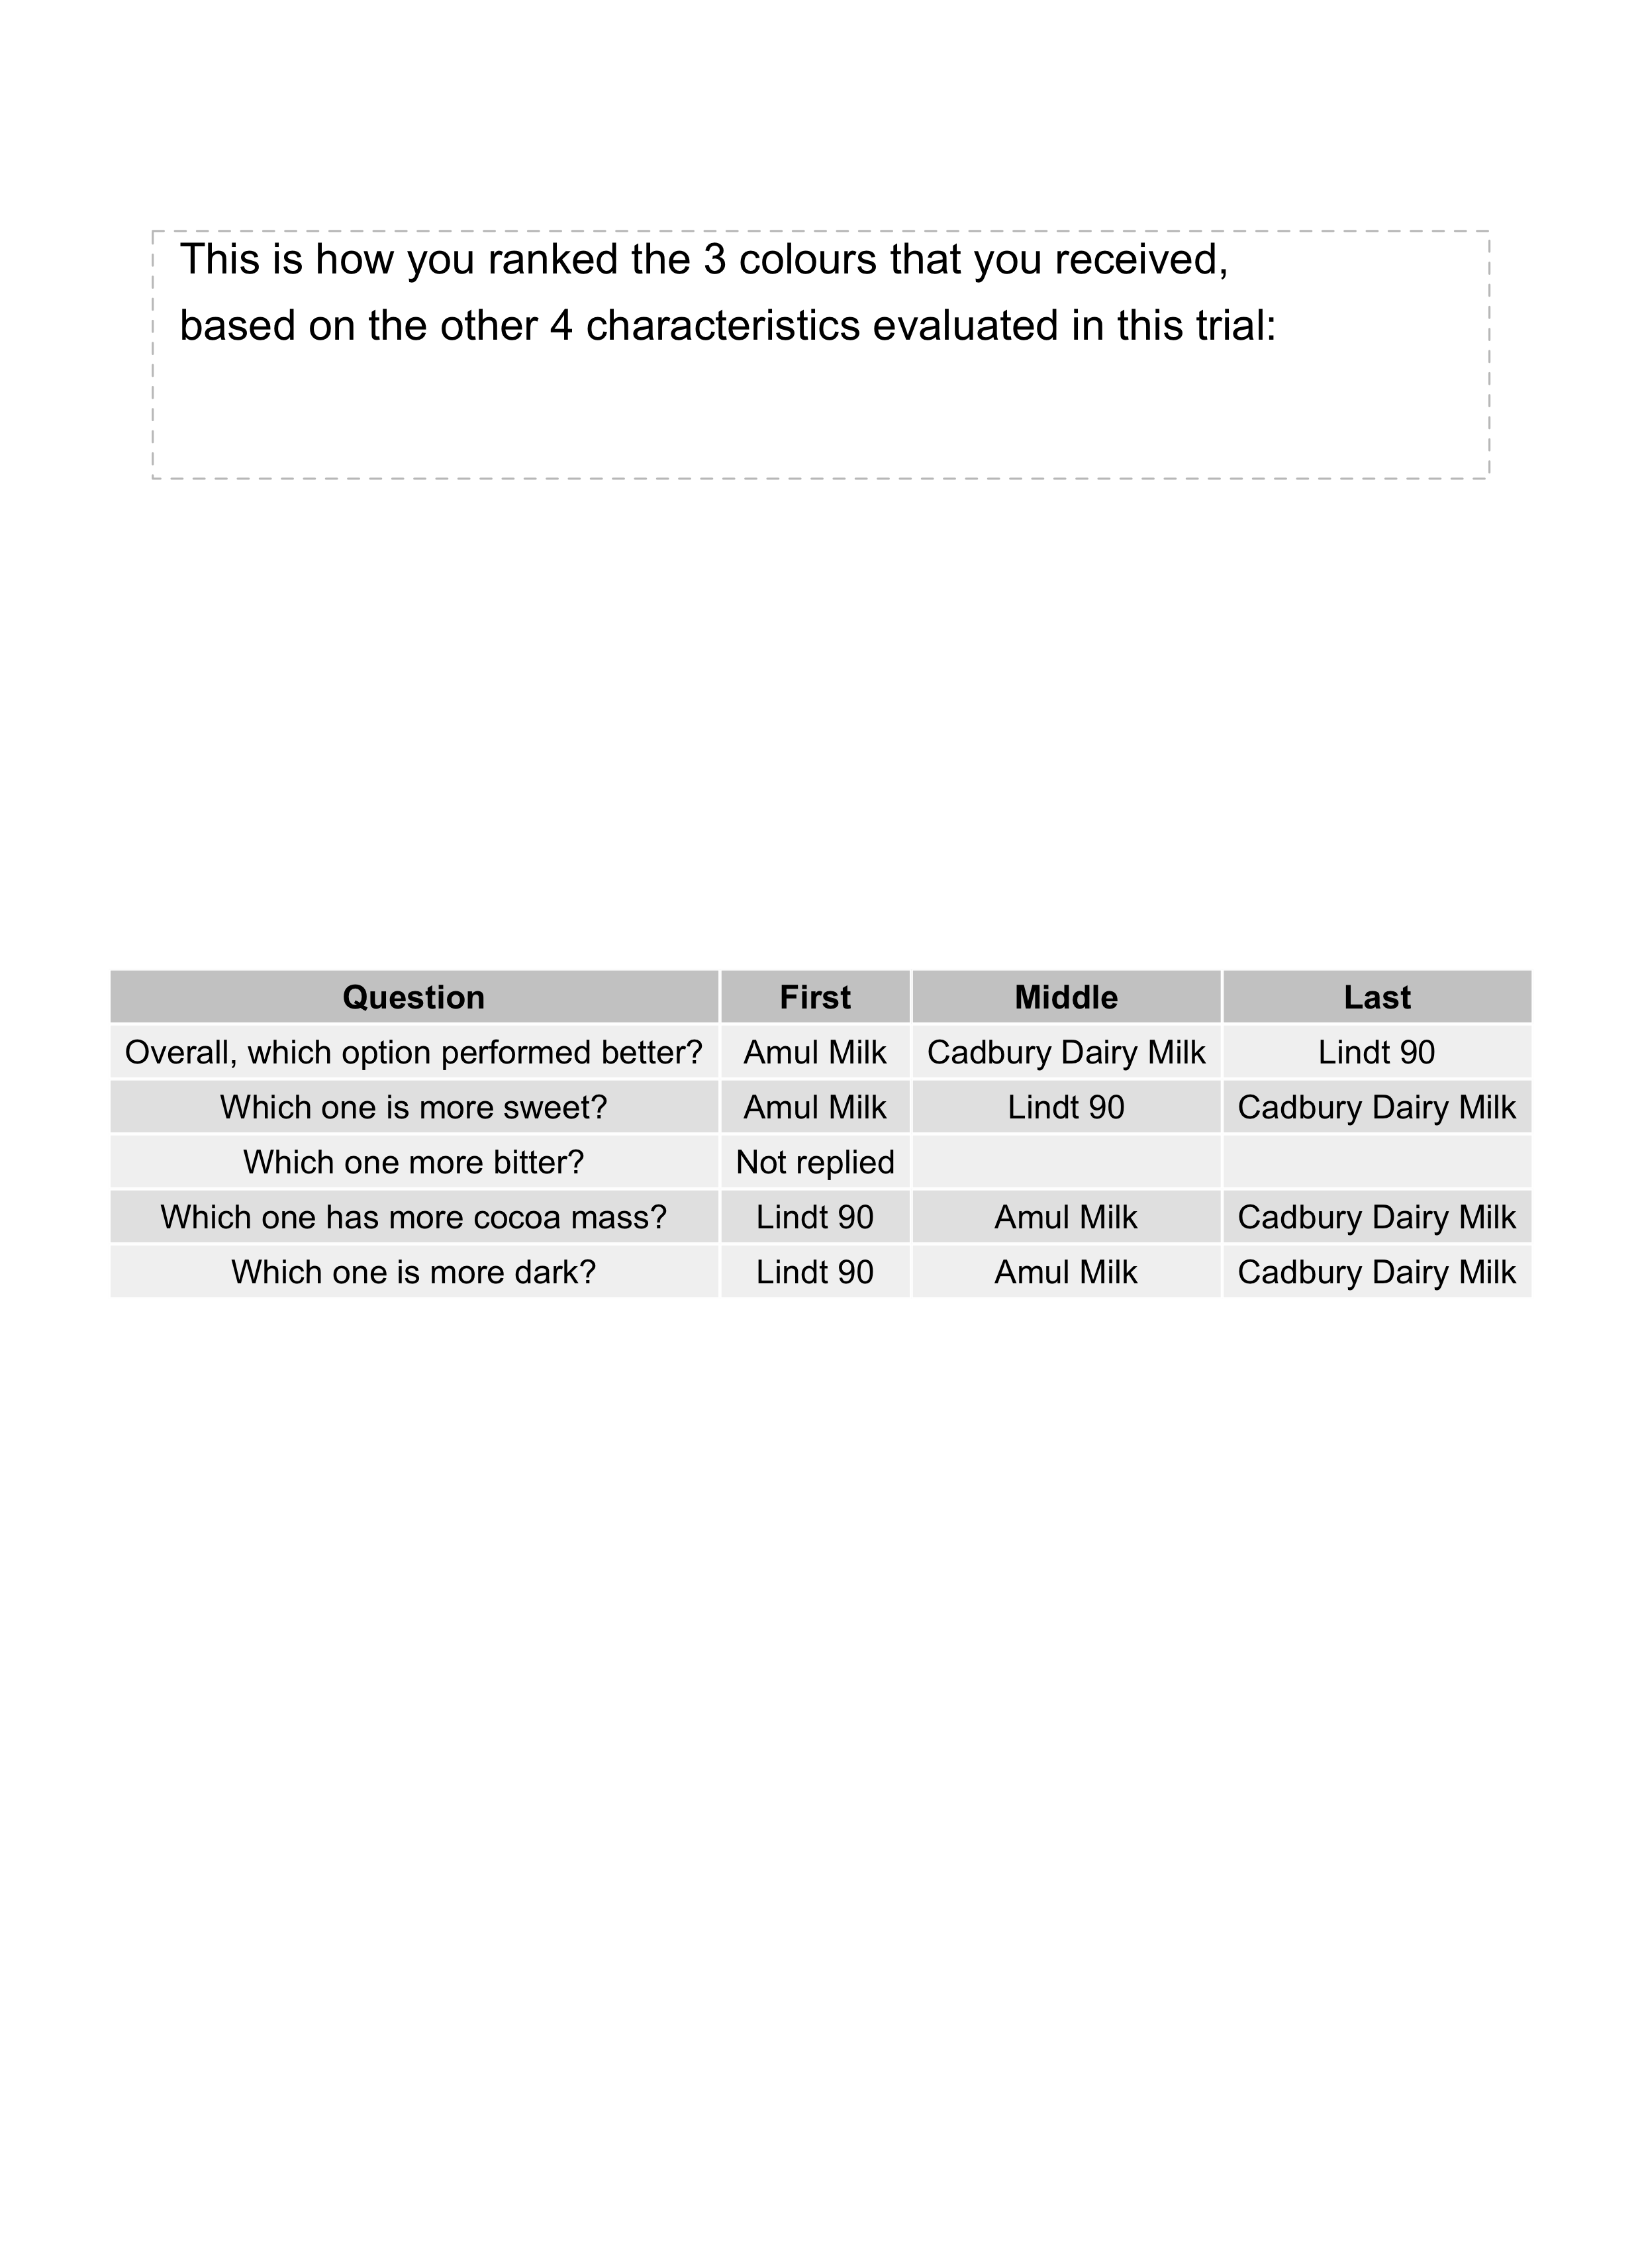 This is how you ranked the 3 colours that you received,
based on the other 4 characteristics evaluated in this trial:
Question First Middle Last
Overall, which option performed better? Amul Milk Cadbury Dairy Milk Lindt 90
Which one is more sweet? Amul Milk Lindt 90 Cadbury Dairy Milk
Which one more bitter? Not replied
Which one has more cocoa mass? Lindt 90 Amul Milk Cadbury Dairy Milk
Which one is more dark? Lindt 90 Amul Milk Cadbury Dairy Milk